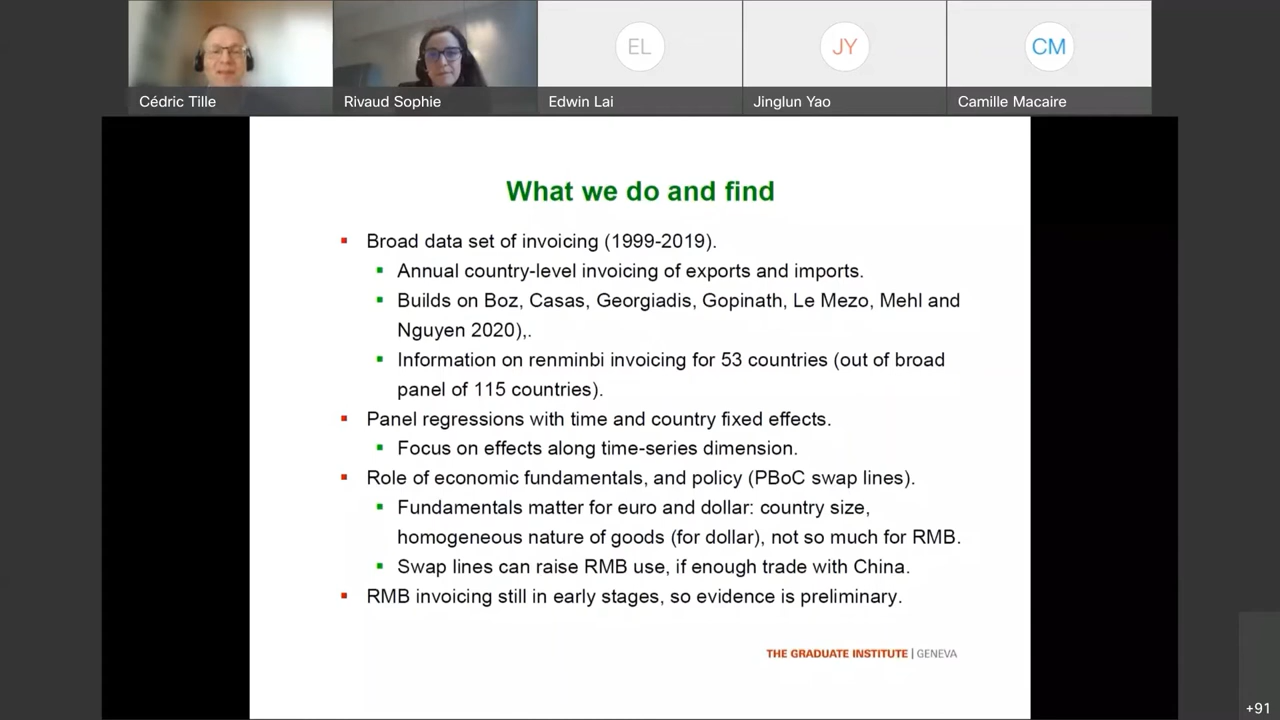 EL
JY
CM
Cédric Tille
Rivaud Sophie
Edwin Lai
Jinglun Yao
Camille Macaire
What we do and find
Broad data set of invoicing (1999-2019).
Annual country-level invoicing of exports and imports.
Builds on Boz, Casas, Georgiadis, Gopinath, Le Mezo, Mehl and
Nguyen 2020),.
Information on renminbi invoicing for 53 countries (out of broad
panel of 115 countries).
Panel regressions with time and country fixed effects.
Focus on effects along time-series dimension.
Role of economic fundamentals, and policy (PBoC swap lines).
Fundamentals matter for euro and dollar: country size,
homogeneous nature of goods (for dollar), not so much for RMB.
Swap lines can raise RMB use, if enough trade with China.
RMB invoicing still in early stages, so evidence is preliminary.
THE GRADUATE INSTITUTE | GENEVA
+91